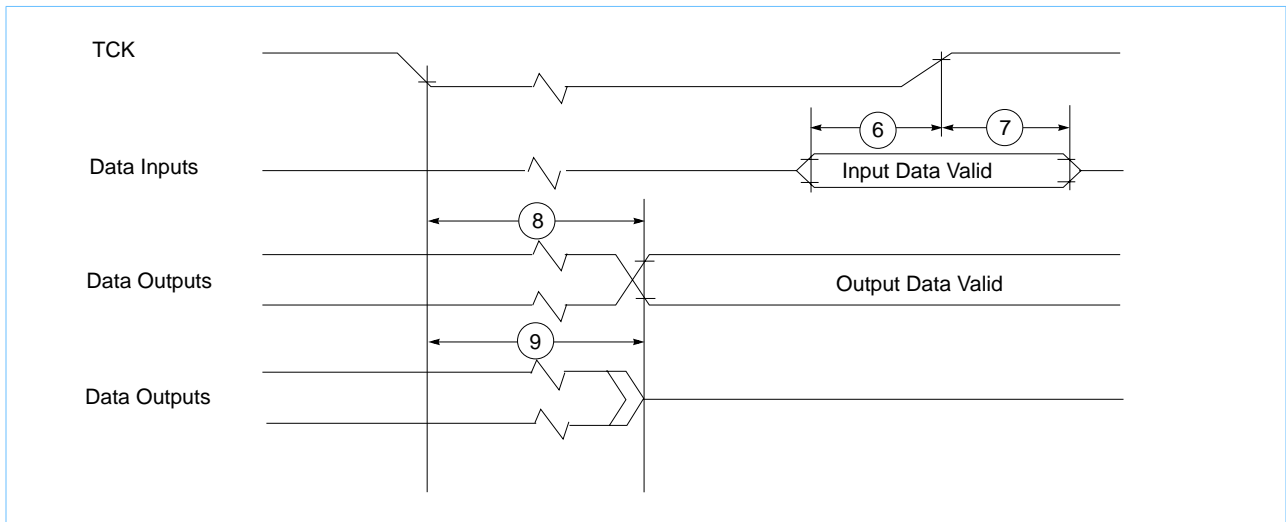 TCK
6
7
Data Inputs
Input Data Valid
8
Data Outputs
Output Data Valid
9
Data Outputs